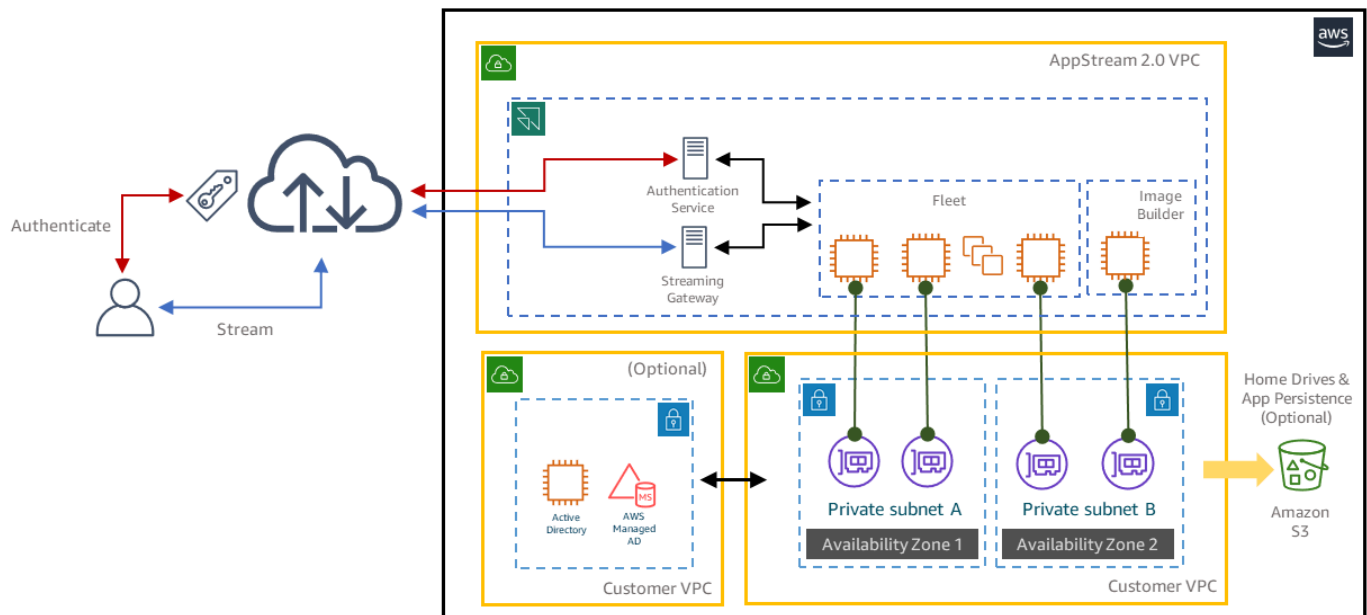 aws
AppStream 2.0 VPC
Authentication
Service
Fleet
Image
Builder
Authenticate
Streaming
Gateway
Stream
(Optional)
Home Drives &
App Persistence
(Optional)
MS
Active
Directory
AWS
Managed
AD
Private subnet A
Private subnet B
Availability Zone 1
Availability Zone 2
Amazon
S3
Customer VPC
Customer VPC